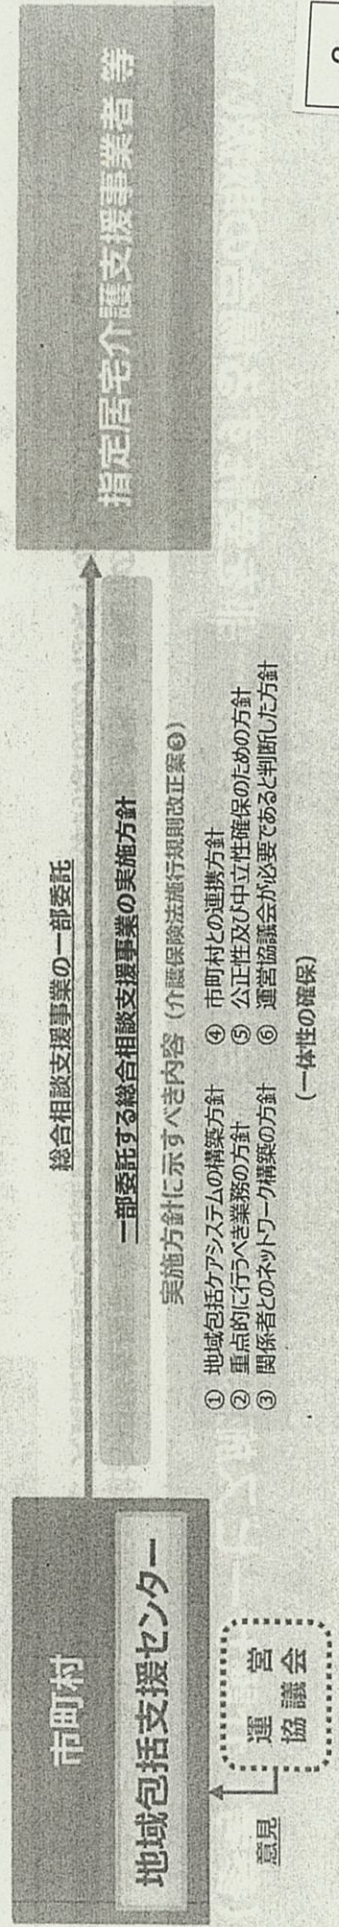 市町村
地域包括支援センター
運営
協議会
意見
総合相談支援事業の一部委託
一部委託する総合相談支援事業の実施方針
実施方針に示すべき内容（介護保険法施行規則改正案❸）
① 地域包括ケアシステムの構築方針
② 重点的に行うべき業務の方針
③ 関係者とのネットワーク構築の方針
④ 市町村との連携方針
⑤ 公正性及び中立性確保のための方針
⑥ 運営協議会が必要であると判断した方針
（一体性の確保）
指定居宅介護支援事業者 等